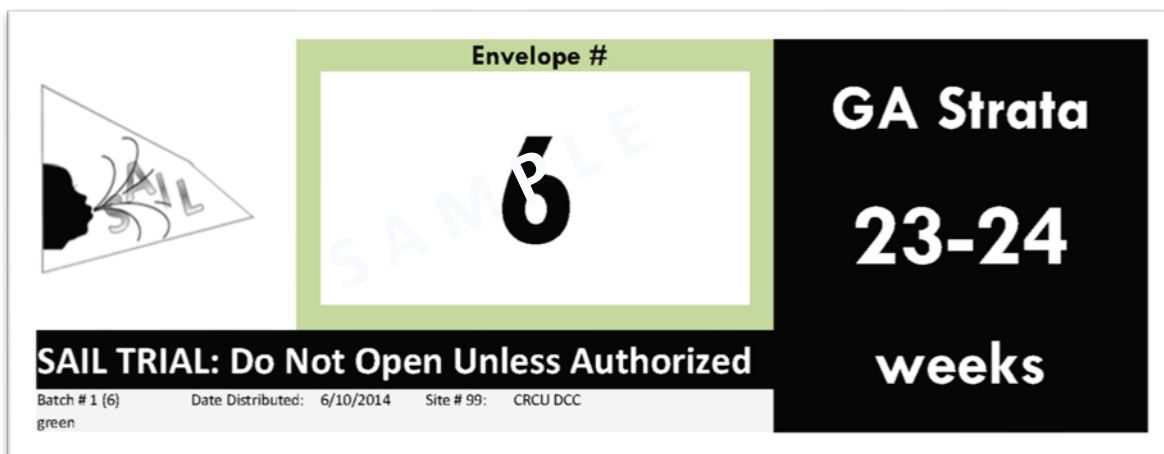 Envelope #
6
SAMPLE
SAIL
GA Strata
23-24
weeks
SAIL TRIAL: Do Not Open Unless Authorized
Batch # 1 (6) Date Distributed: 6/10/2014 Site # 99: CRCU DCC
green